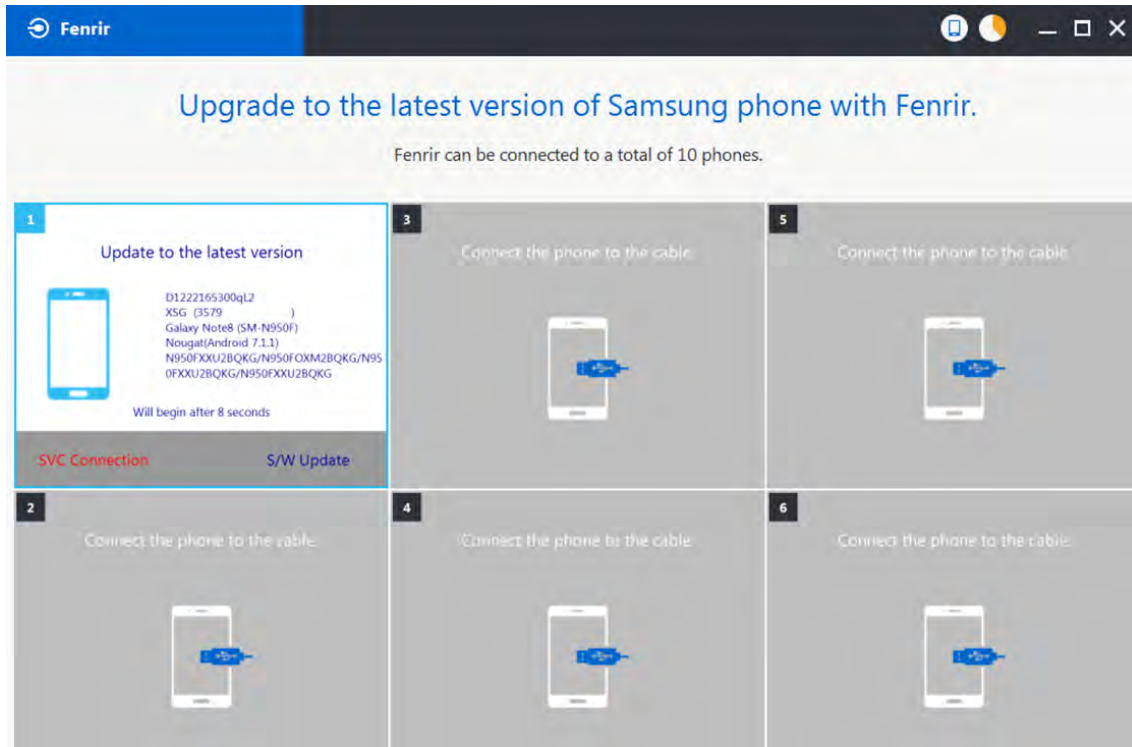 Fenrir
Upgrade to the latest version of Samsung phone with Fenrir.
Fenrir can be connected to a total of 10 phones.
1
Update to the latest version
D1222165300qL2
XSG (3579 )
Galaxy Note8 (SM-N950F)
Nougat(Android 7.1.1)
N950FXXU2BQKG/N950FOXM2BQKG/N95
0FXXU2BQKG/N950FXXU2BQKG
Will begin after 8 seconds
SVC Connection
S/W Update
3
Connect the phone to the cable.
5
Connect the phone to the cable.
2
Connect the phone to the cable.
4
Connect the phone to the cable.
6
Connect the phone to the cable.